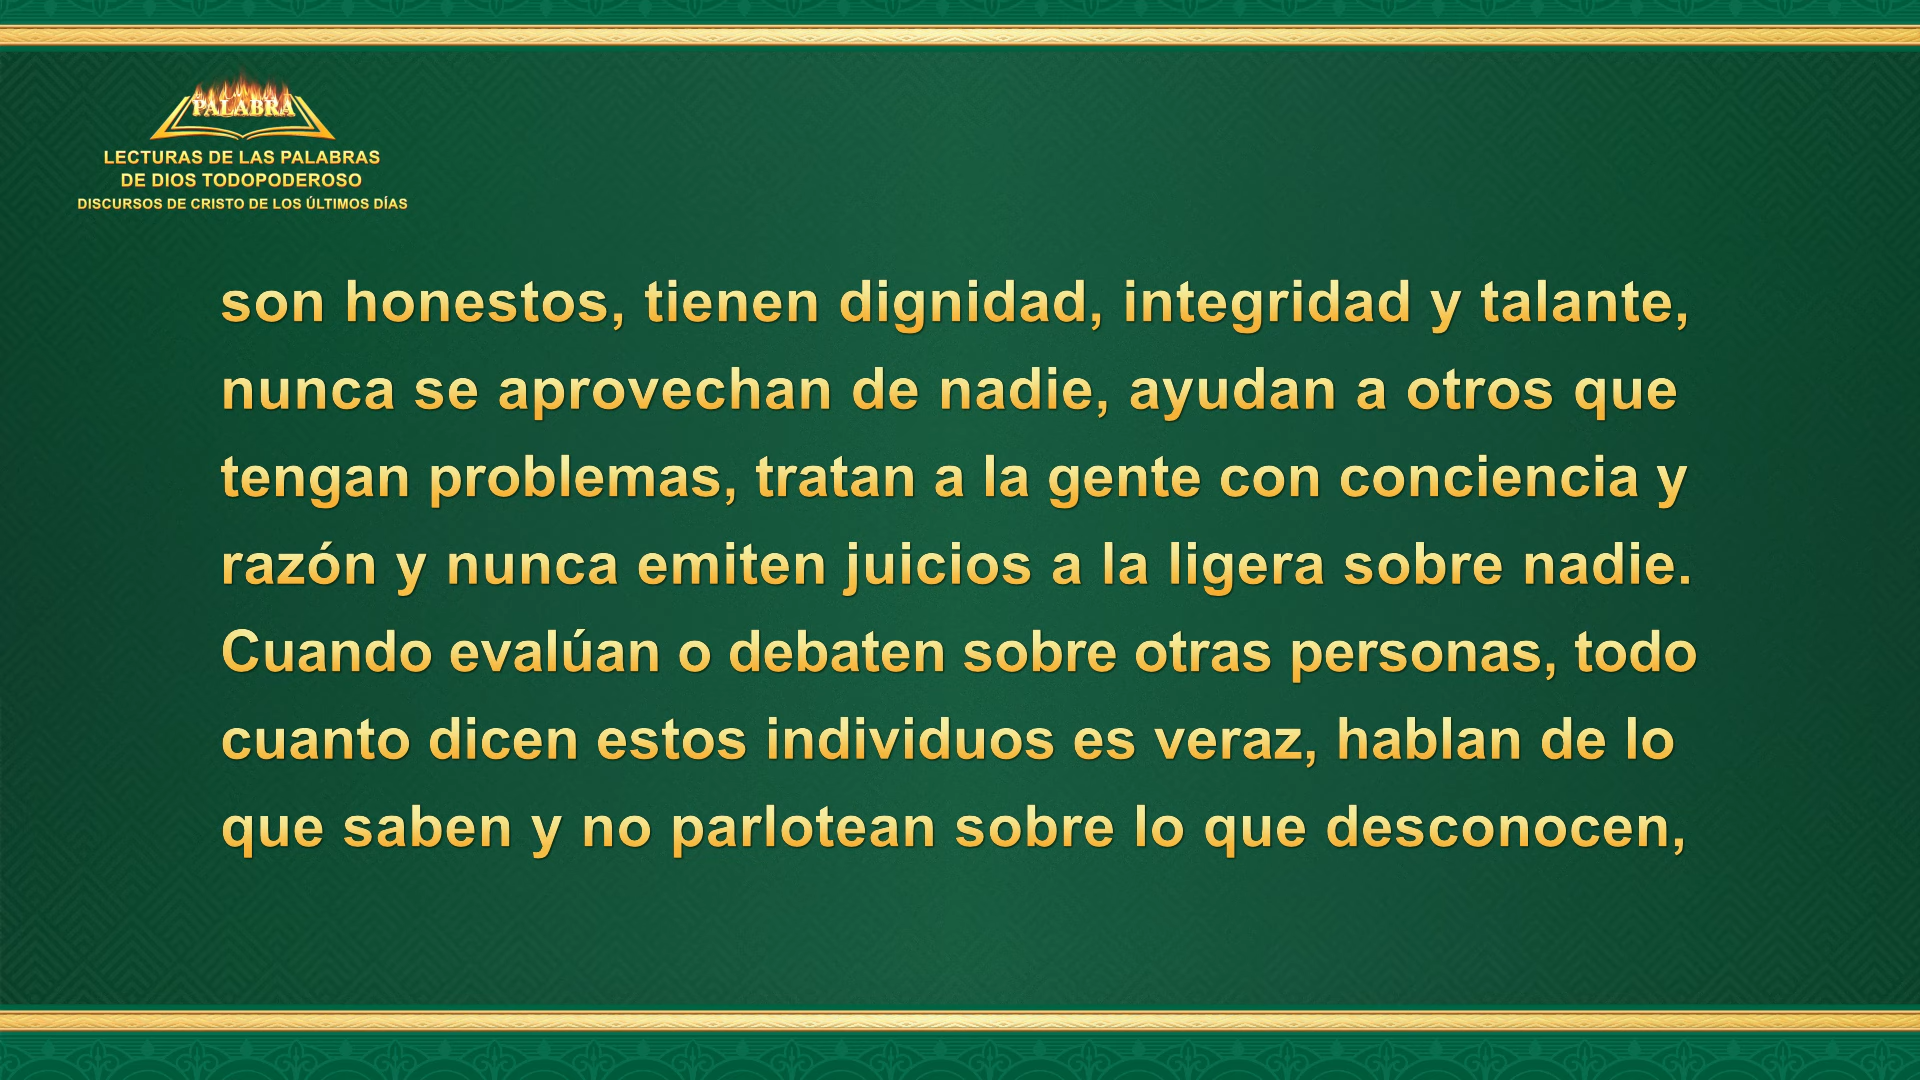 PALABRA
LECTURAS DE LAS PALABRAS
DE DIOS TODOPODEROSO
DISCURSOS DE CRISTO DE LOS ÚLTIMOS DÍAS
son honestos, tienen dignidad, integridad y talante,
nunca se aprovechan de nadie, ayudan a otros que
tengan problemas, tratan a la gente con conciencia y
razón y nunca emiten juicios a la ligera sobre nadie.
Cuando evalúan o debaten sobre otras personas, todo
cuanto dicen estos individuos es veraz, hablan de lo
que saben y no parlotean sobre lo que desconocen,